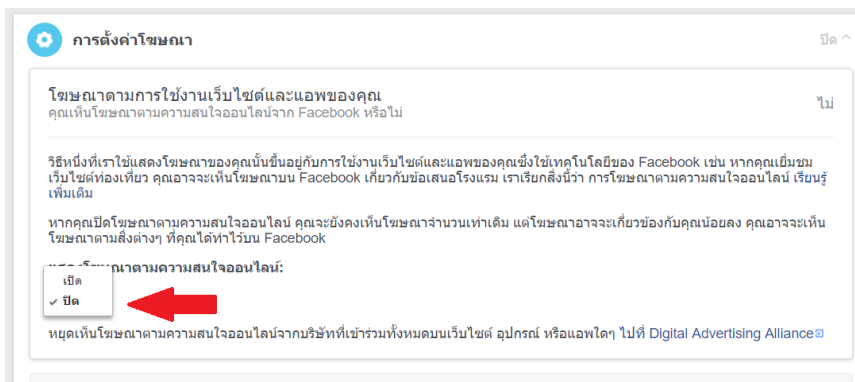 การตั้งค่าโฆษณา
ปิด
โฆษณาตามการใช้งานเว็บไซต์และแอพของคุณ
คุณเห็นโฆษณาตามความสนใจออนไลน์จาก Facebook หรือไม่
ไม่
วิธีหนึ่งที่เราใช้แสดงโฆษณาของคุณนั้นขึ้นอยู่กับการใช้งานเว็บไซต์และแอพของคุณซึ่งใช้เทคโนโลยีของ Facebook เช่น หากคุณเยี่ยมชม
เว็บไซต์ท่องเที่ยว คุณอาจจะเห็นโฆษณาบน Facebook เกี่ยวกับข้อเสนอโรงแรม เราเรียกสิ่งนี้ว่า การโฆษณาตามความสนใจออนไลน์ เรียนรู้
เพิ่มเติม
หากคุณปิดโฆษณาตามความสนใจออนไลน์ คุณจะยังคงเห็นโฆษณาจำนวนเท่าเดิม แต่โฆษณาอาจจะเกี่ยวข้องกับคุณน้อยลง คุณอาจจะเห็น
โฆษณาตามสิ่งต่างๆ ที่คุณได้ทำไว้บน Facebook
โฆษณาตามความสนใจออนไลน์:
เปิด
ปิด
หยุดเห็นโฆษณาตามความสนใจออนไลน์จากบริษัทที่เข้าร่วมทั้งหมดบนเว็บไซต์ อุปกรณ์ หรือแอพใดๆ ไปที่ Digital Advertising Alliance